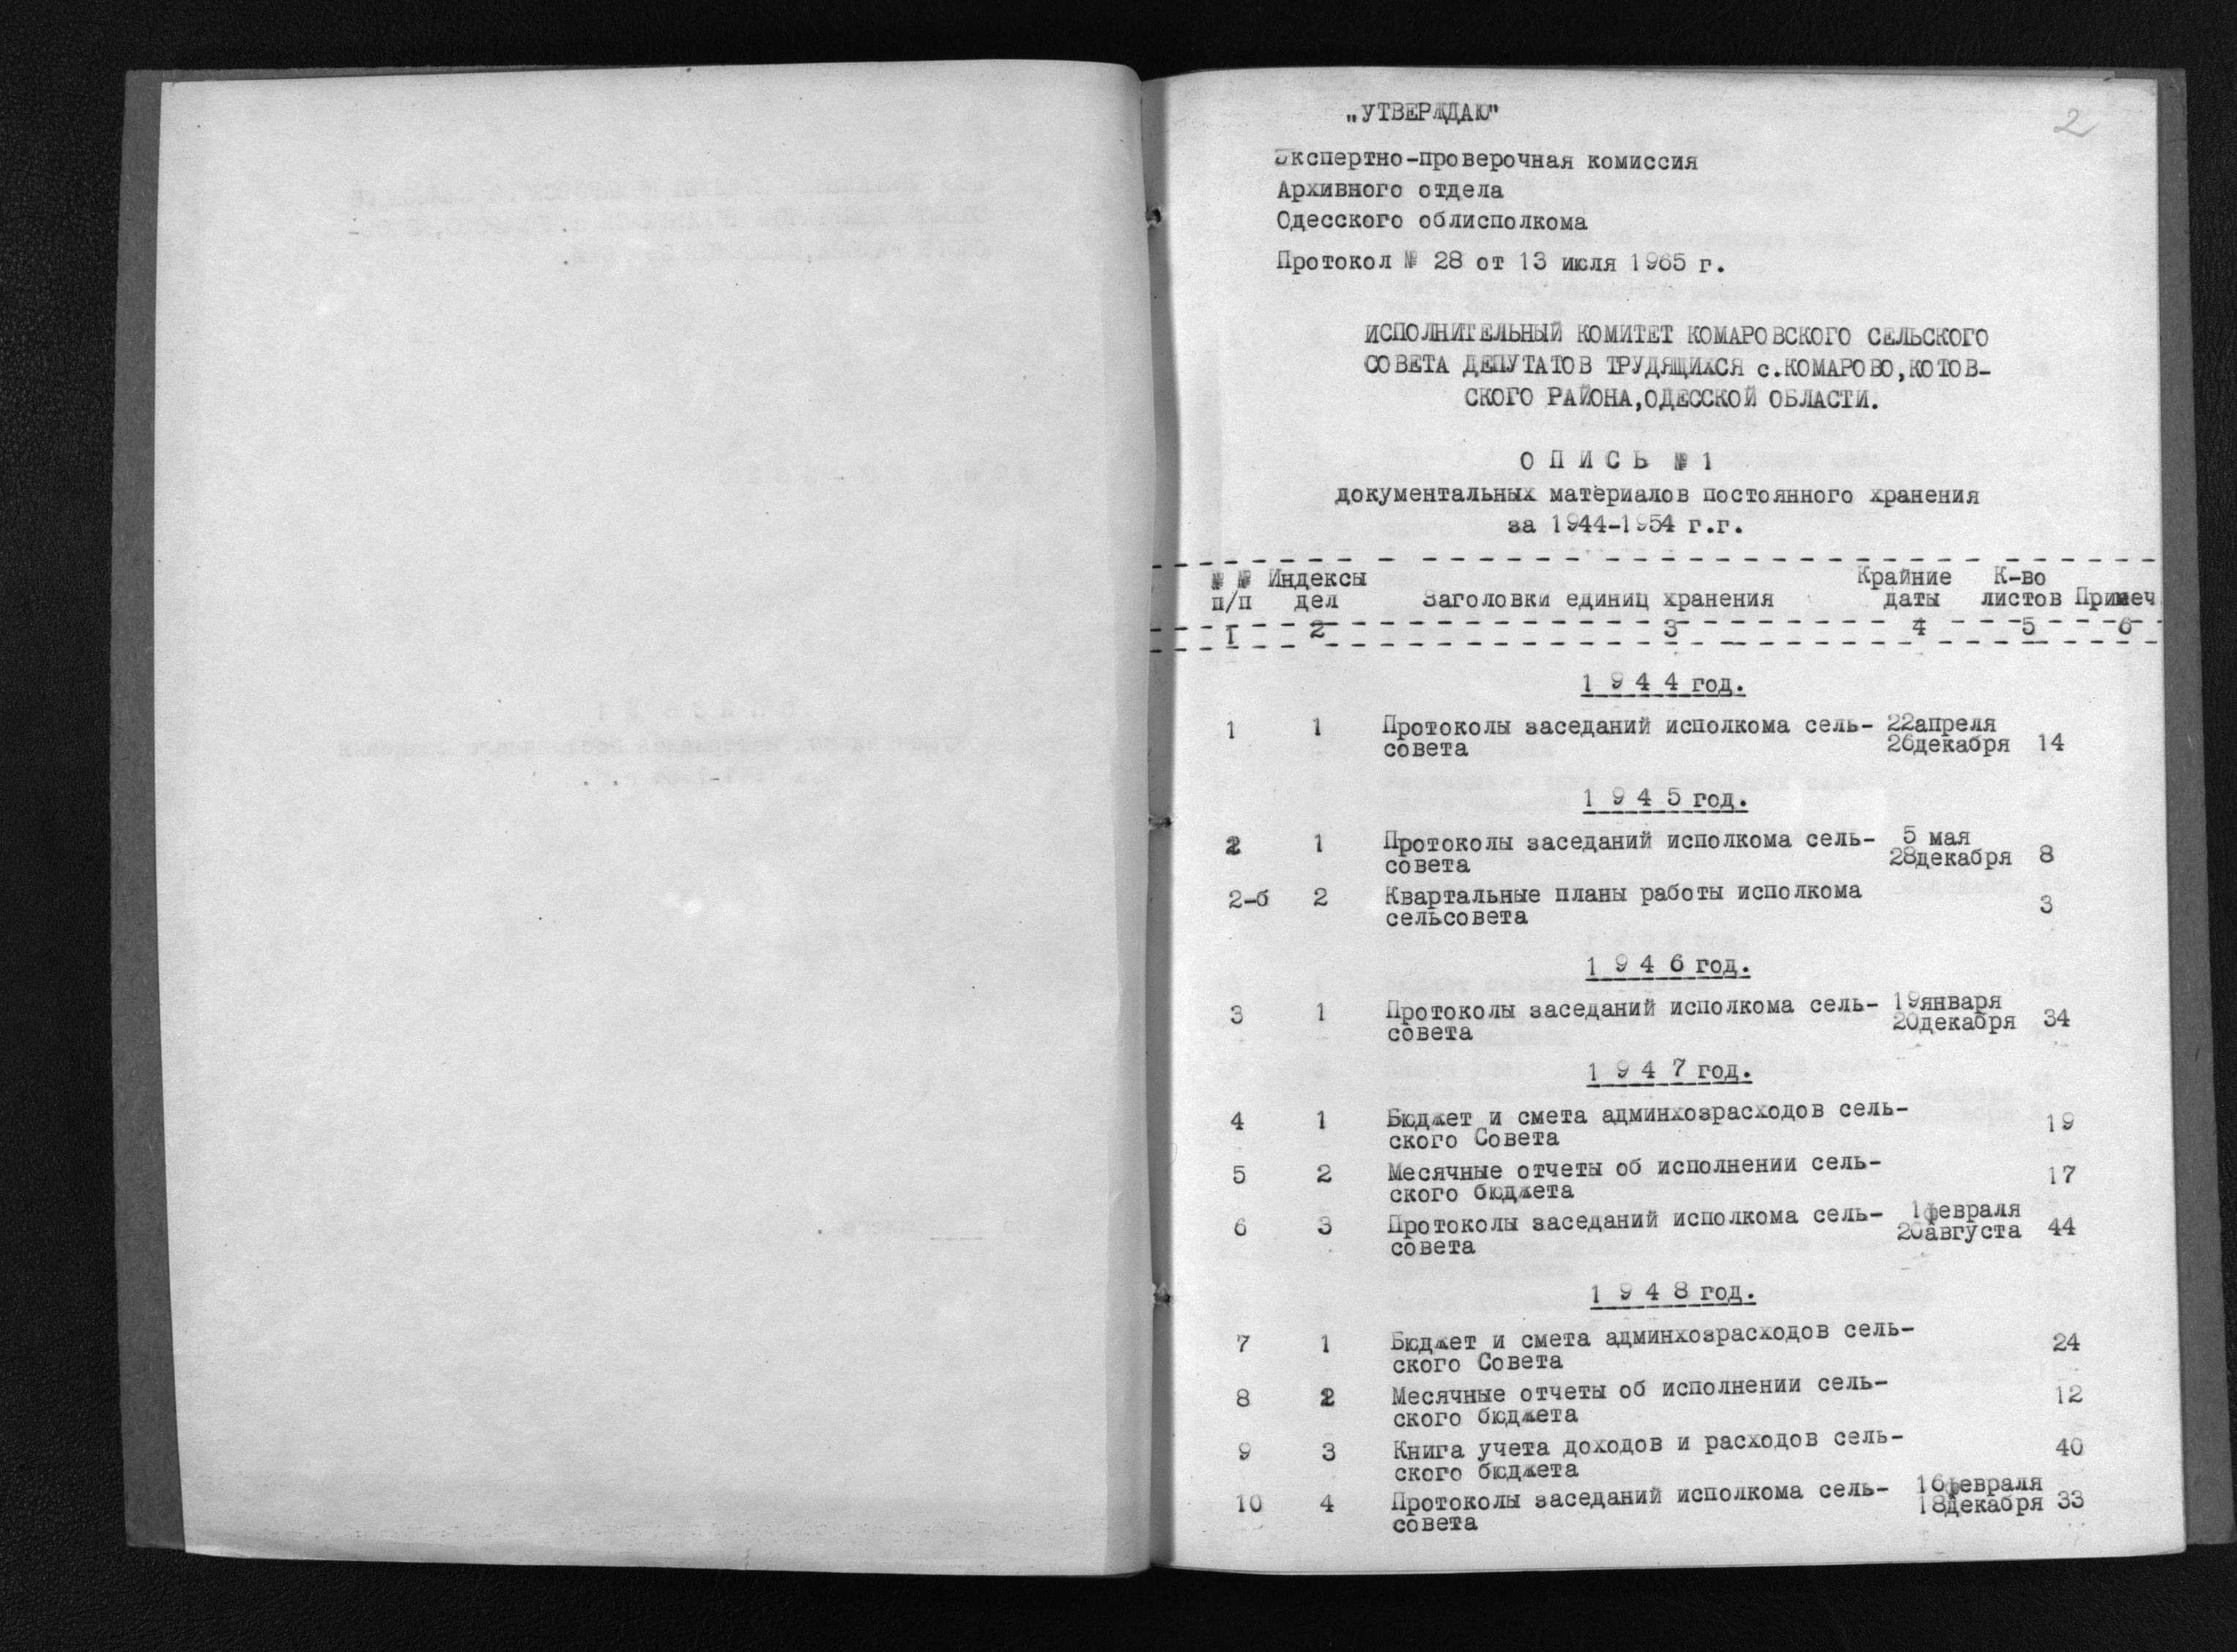 2
„УТВЕРЖДАЮ"
Экспертно-проверочная комиссия
Архивного отдела
Одесского облисполкома
Протокол № 28 от 13 июля 1965 г.
ИСПОЛНИТЕЛЬНЫЙ КОМИТЕТ КОМАРОВСКОГО СЕЛЬСКОГО
СОВЕТА ДЕПУТАТОВ ТРУДЯЩИХСЯ с.КОМАРОВО,КОТОВ-
СКОГО РАЙОНА,ОДЕССКОЙ ОБЛАСТИ.
О П И С Ь № 1
документальных материалов постоянного хранения
за 1944-1954 г.г.
№ № Индексы Крайние К-во
п/п дел Заголовки единиц хранения даты листов Примеч
1 2 3 4 5 6
1 9 4 4 год.
1 1 Протоколы заседаний исполкома сель- 22апреля
совета 26декабря 14
1 9 4 5 год.
2 1 Протоколы заседаний исполкома сель- 5 мая
совета 28декабря 8
2-б 2 Квартальные планы работы исполкома
сельсовета 3
1 9 4 6 год.
3 1 Протоколы заседаний исполкома сель- 19января
совета 20декабря 34
1 9 4 7 год.
4 1 Бюджет и смета админхозрасходов сель-
ского Совета 19
5 2 Месячные отчеты об исполнении сель-
ского бюджета 17
6 3 Протоколы заседаний исполкома сель- 1февраля
совета 20августа 44
1 9 4 8 год.
7 1 Бюджет и смета админхозрасходов сель-
ского Совета 24
8 2 Месячные отчеты об исполнении сель-
ского бюджета 12
9 3 Книга учета доходов и расходов сель-
ского бюджета 40
10 4 Протоколы заседаний исполкома сель- 16февраля
совета 18декабря 33